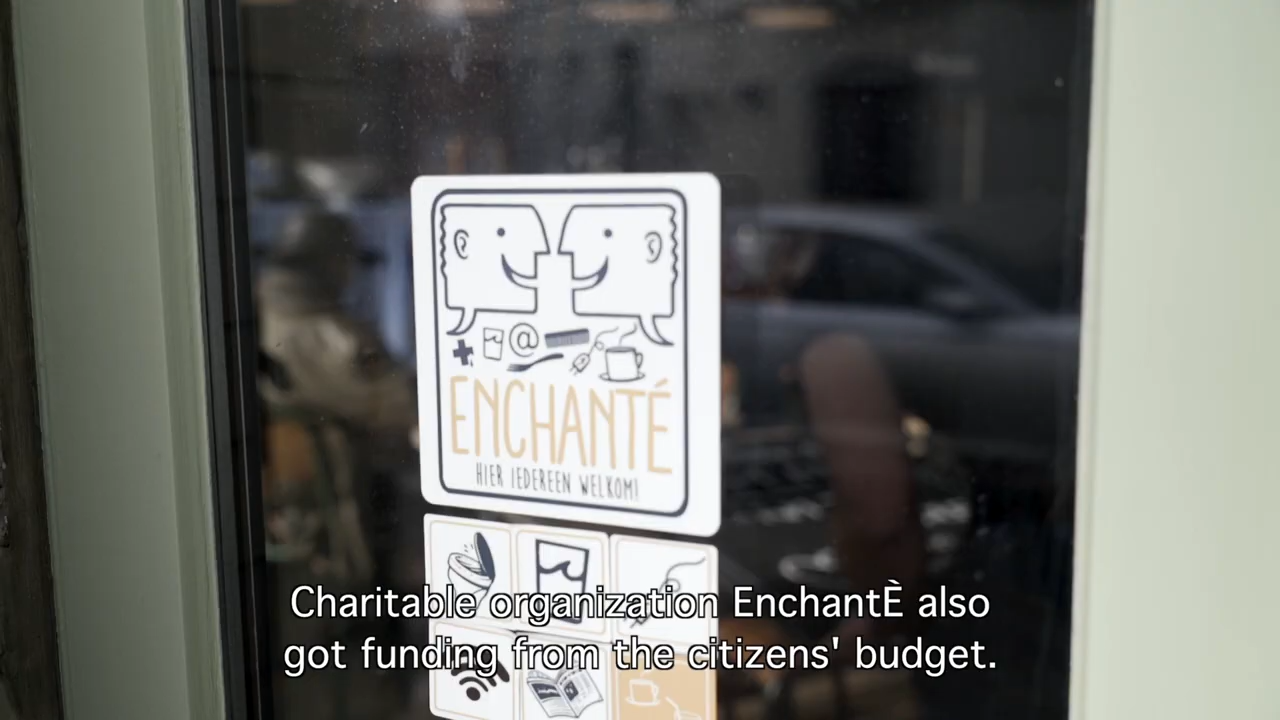 @
ENCHANTÉ
HIER IEDEREEN WELKOM!
Charitable organization EnchantÈ also
got funding from the citizens' budget.